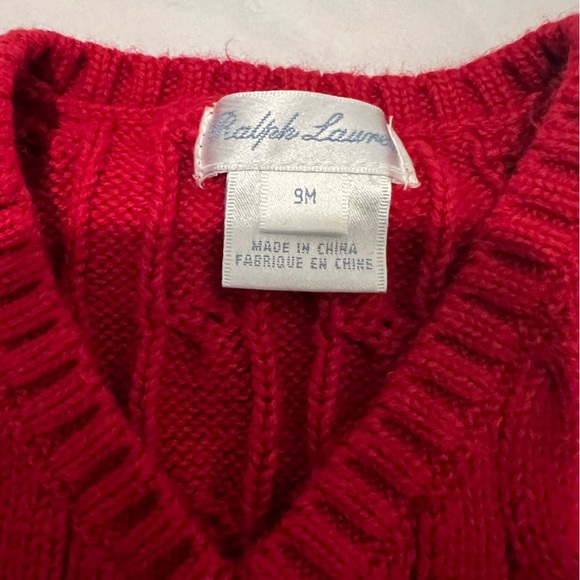 Ralph Lauren
9M
MADE IN CHINA
FABRIQUE EN CHINE